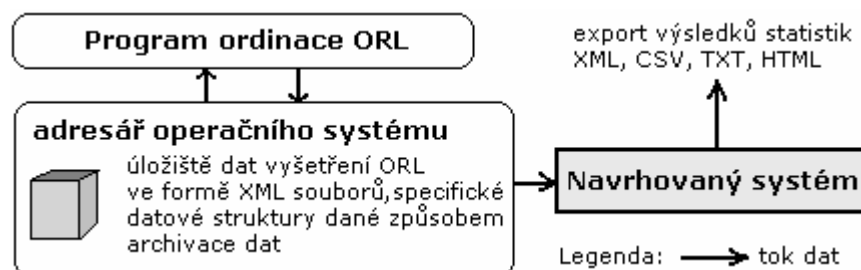 Program ordinace ORL
export výsledků statistik
XML, CSV, TXT, HTML
adresář operačního systému
úložiště dat vyšetření ORL
ve formě XML souborů,specifické
datové struktury dané způsobem
archivace dat
Navrhovaný systém
Legenda: tok dat